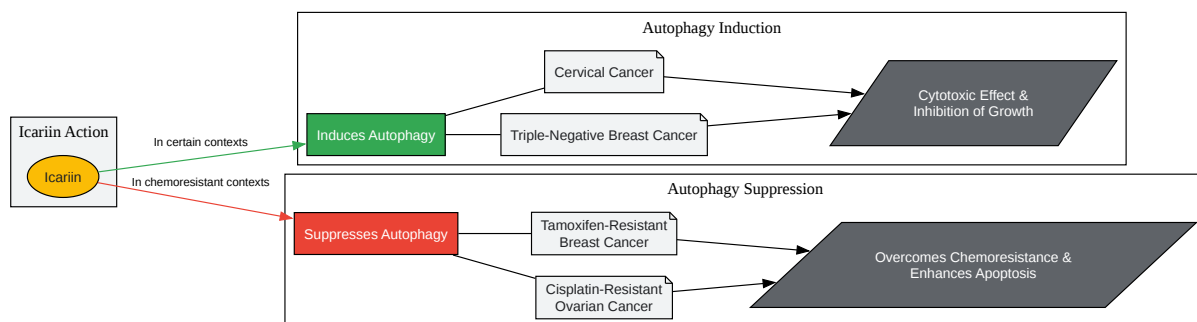 Autophagy Induction
Cervical Cancer
Induces Autophagy
Triple-Negative Breast Cancer
Cytotoxic Effect &
Inhibition of Growth
Icariin Action
Icariin
In certain contexts
In chemoresistant contexts
Autophagy Suppression
Suppresses Autophagy
Tamoxifen-Resistant
Breast Cancer
Cisplatin-Resistant
Ovarian Cancer
Overcomes Chemoresistance &
Enhances Apoptosis